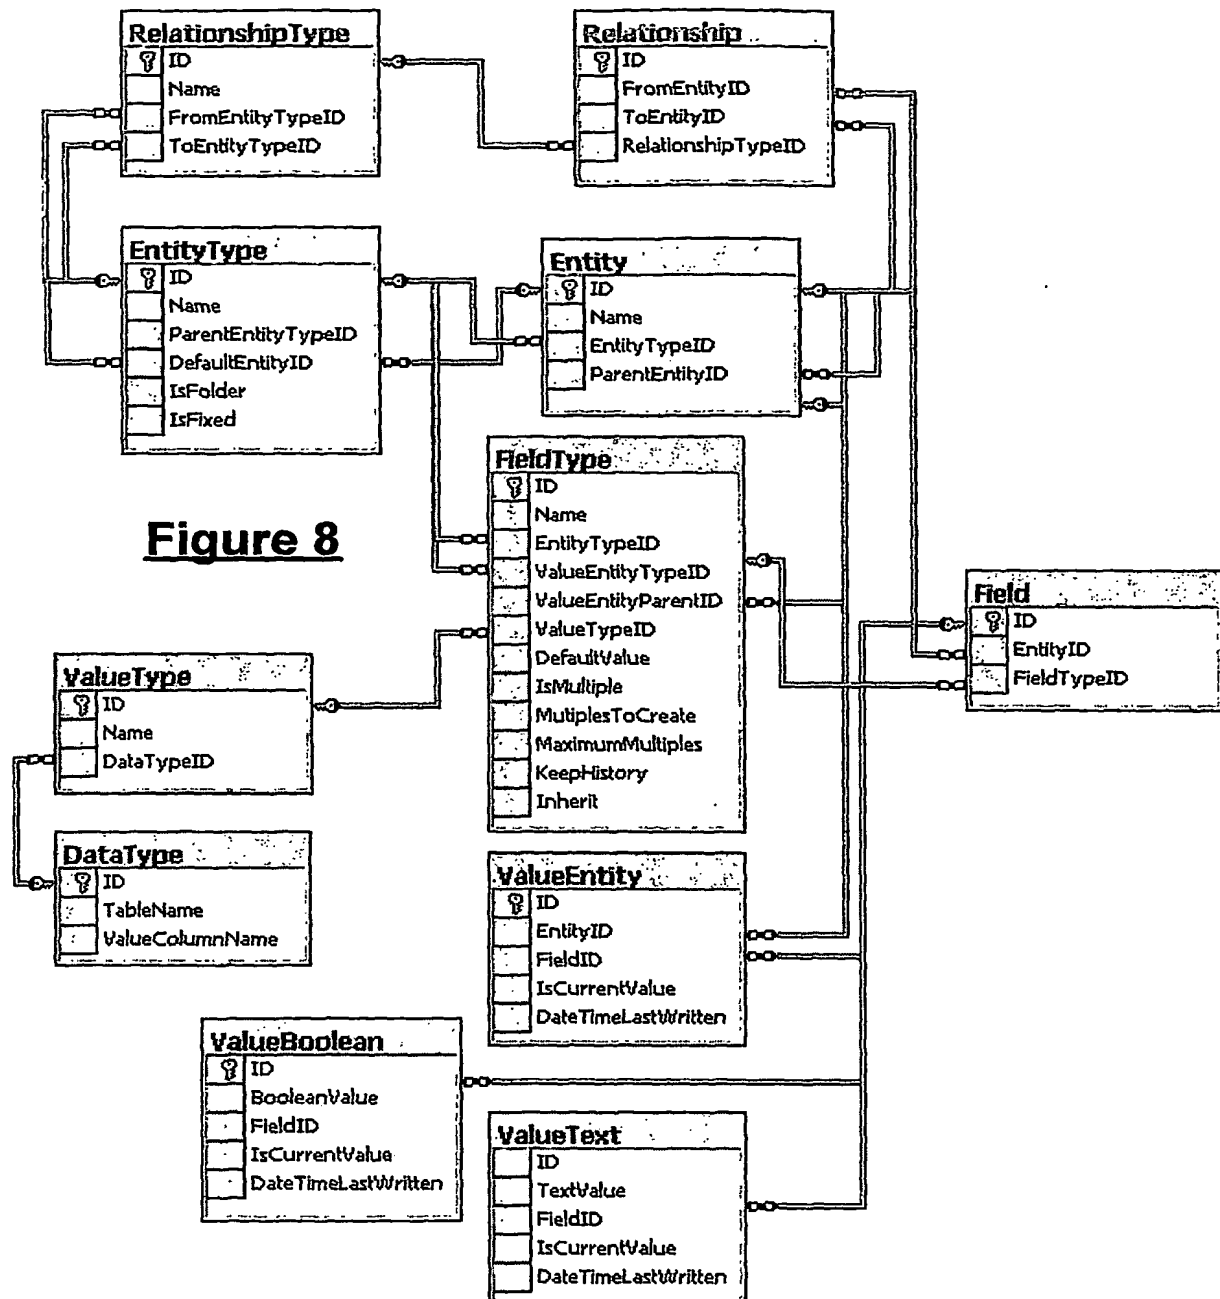 RelationshipType
ID
Name
FromEntityTypeID
ToEntityTypeID
Relationship
ID
FromEntityID
ToEntityID
RelationshipTypeID
EntityType
ID
Name
ParentEntityTypeID
DefaultEntityID
IsFolder
IsFixed
Entity
ID
Name
EntityTypeID
ParentEntityID
Figure 8
FieldType
ID
Name
EntityTypeID
ValueEntityTypeID
ValueEntityParentID
ValueTypeID
DefaultValue
IsMultiple
MutiplesToCreate
MaximumMultiples
KeepHistory
Inherit
Field
ID
EntityID
FieldTypeID
ValueType
ID
Name
DataTypeID
DataType
ID
TableName
ValueColumnName
ValueEntity
ID
EntityID
FieldID
IsCurrentValue
DateTimeLastWritten
ValueBoolean
ID
BooleanValue
FieldID
IsCurrentValue
DateTimeLastWritten
ValueText
ID
TextValue
FieldID
IsCurrentValue
DateTimeLastWritten